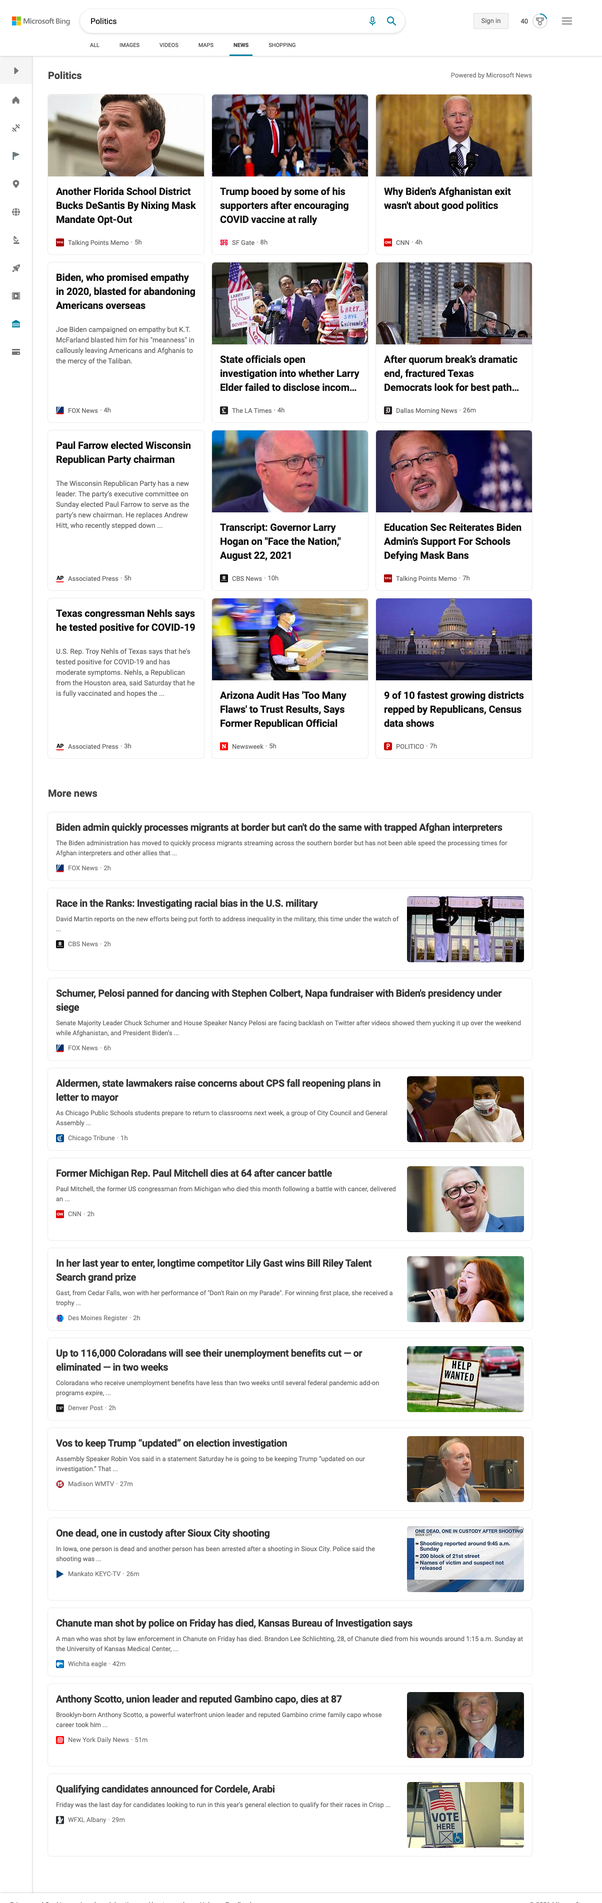 Microsoft Bing
Politics
Sign in
40
ALL
IMAGES
VIDEOS
MAPS
NEWS
SHOPPING
Politics
Powered by Microsoft News
Another Florida School District
Bucks DeSantis By Nixing Mask
Mandate Opt-Out
Talking Points Memo · 5h
Trump booed by some of his
supporters after encouraging
COVID vaccine at rally
SF Gate · 8h
Why Biden's Afghanistan exit
wasn't about good politics
CNN · 4h
Biden, who promised empathy
in 2020, blasted for abandoning
Americans overseas
Joe Biden campaigned on empathy but K.T.
McFarland blasted him for his "meanness" in
callously leaving Americans and Afghanis to
the mercy of the Taliban.
FOX News · 4h
State officials open
investigation into whether Larry
Elder failed to disclose incom...
The LA Times · 4h
After quorum break's dramatic
end, fractured Texas
Democrats look for best path...
Dallas Morning News · 26m
Paul Farrow elected Wisconsin
Republican Party chairman
The Wisconsin Republican Party has a new
leader. The party's executive committee on
Sunday elected Paul Farrow to serve as the
party's new chairman. He replaces Andrew
Hitt, who recently stepped down ...
Associated Press · 5h
Transcript: Governor Larry
Hogan on "Face the Nation,"
August 22, 2021
CBS News · 10h
Education Sec Reiterates Biden
Admin's Support For Schools
Defying Mask Bans
Talking Points Memo · 7h
Texas congressman Nehls says
he tested positive for COVID-19
U.S. Rep. Troy Nehls of Texas says that he's
tested positive for COVID-19 and has
moderate symptoms. Nehls, a Republican
from the Houston area, said Saturday that he
is fully vaccinated and hopes the ...
Associated Press · 3h
Arizona Audit Has 'Too Many
Flaws' to Trust Results, Says
Former Republican Official
Newsweek · 5h
9 of 10 fastest growing districts
repped by Republicans, Census
data shows
POLITICO · 7h
More news
Biden admin quickly processes migrants at border but can't do the same with trapped Afghan interpreters
The Biden administration has moved to quickly process migrants streaming across the southern border but has not been able speed the processing times for
Afghan interpreters and other allies that ...
FOX News · 2h
Race in the Ranks: Investigating racial bias in the U.S. military
David Martin reports on the new efforts being put forth to address inequality in the military, this time under the watch of
...
CBS News · 2h
Schumer, Pelosi panned for dancing with Stephen Colbert, Napa fundraiser with Biden's presidency under
siege
Senate Majority Leader Chuck Schumer and House Speaker Nancy Pelosi are facing backlash on Twitter after videos showed them yucking it up over the weekend
while Afghanistan, and President Biden's ...
FOX News · 6h
Aldermen, state lawmakers raise concerns about CPS fall reopening plans in
letter to mayor
As Chicago Public Schools students prepare to return to classrooms next week, a group of City Council and General
Assembly ...
Chicago Tribune · 1h
Former Michigan Rep. Paul Mitchell dies at 64 after cancer battle
Paul Mitchell, the former US congressman from Michigan who died this month following a battle with cancer, delivered
an ...
CNN · 2h
In her last year to enter, longtime competitor Lily Gast wins Bill Riley Talent
Search grand prize
Gast, from Cedar Falls, won with her performance of "Don't Rain on my Parade". For winning first place, she received a
trophy ...
Des Moines Register · 2h
Up to 116,000 Coloradans will see their unemployment benefits cut — or
eliminated — in two weeks
Coloradans who receive unemployment benefits have less than two weeks until several federal pandemic add-on
programs expire, ...
Denver Post · 2h
HELP
WANTED
Vos to keep Trump “updated” on election investigation
Assembly Speaker Robin Vos said in a statement Saturday he is going to be keeping Trump “updated on our
investigation.” That ...
Madison WMTV · 27m
One dead, one in custody after Sioux City shooting
In Iowa, one person is dead and another person has been arrested after a shooting in Sioux City. Police said the
shooting was ...
Mankato KEYC-TV · 26m
ONE DEAD, ONE IN CUSTODY AFTER SHOOTING
SIOUX CITY
Shooting reported around 9:45 a.m.
Sunday
200 block of 21st street
Names of victim and suspect not
released
Chanute man shot by police on Friday has died, Kansas Bureau of Investigation says
A man who was shot by law enforcement in Chanute on Friday has died. Brandon Lee Schlichting, 28, of Chanute died from his wounds around 1:15 a.m. Sunday at
the University of Kansas Medical Center, ...
Wichita eagle · 42m
Anthony Scotto, union leader and reputed Gambino capo, dies at 87
Brooklyn-born Anthony Scotto, a powerful waterfront union leader and reputed Gambino crime family capo whose
career took him ...
New York Daily News · 51m
Qualifying candidates announced for Cordele, Arabi
Friday was the last day for candidates looking to run in this year's general election to qualify for their races in Crisp ...
WFXL Albany · 29m
VOTE
HERE